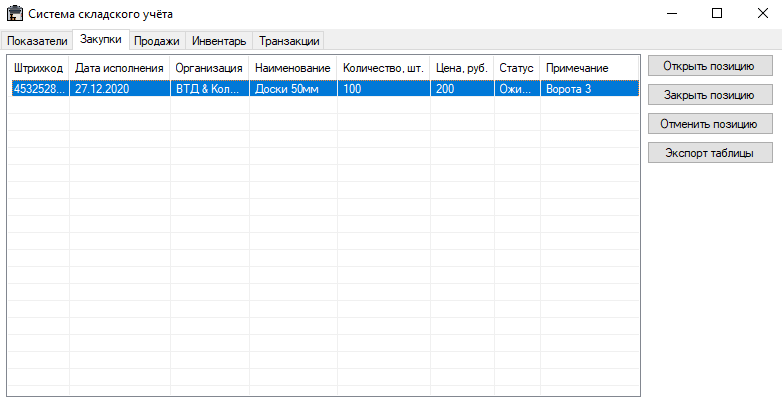 Система складского учёта
Показатели Закупки Продажи Инвентарь Транзакции
Штрихкод Дата исполнения Организация Наименование Количество, шт. Цена, руб. Статус Примечание
4532528... 27.12.2020 ВТД & Кол... Доски 50мм 100 200 Ожи... Ворота 3
Открыть позицию
Закрыть позицию
Отменить позицию
Экспорт таблицы